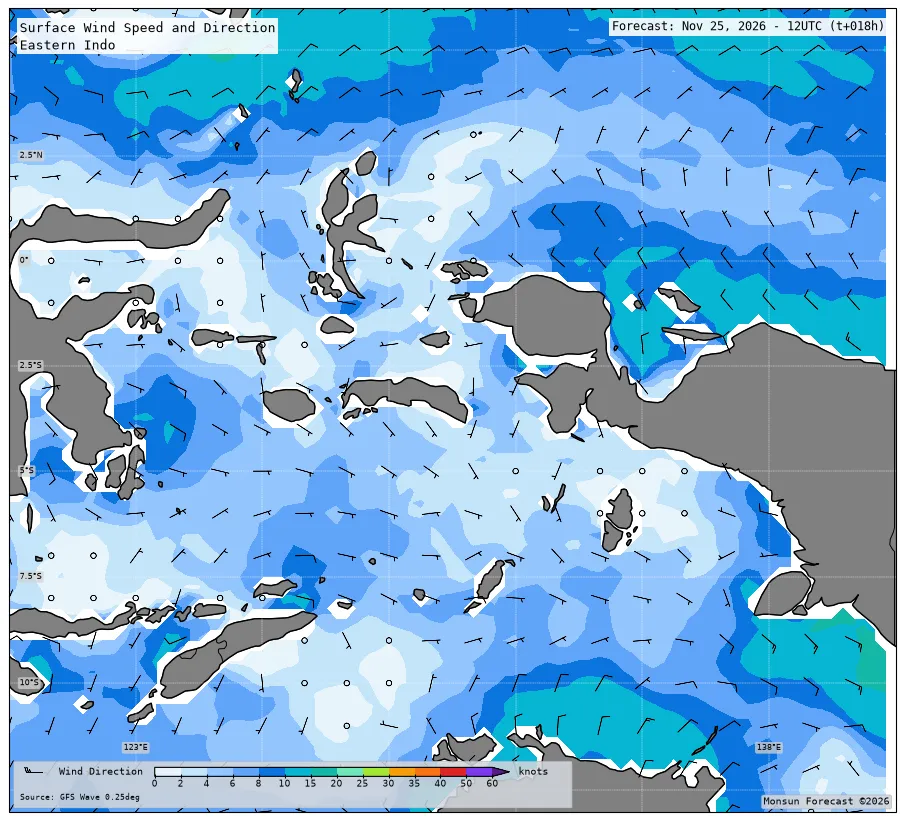 Surface Wind Speed and Direction
Eastern Indo
Forecast: Nov 25, 2026 - 12UTC (t+018h)
2.5°N
0°
2.5°S
5°S
7.5°S
10°S
123°E
138°E
Wind Direction
0 2 4 6 8 10 15 20 25 30 35 40 50 60
knots
Source: GFS Wave 0.25deg
Monsun Forecast ©2026